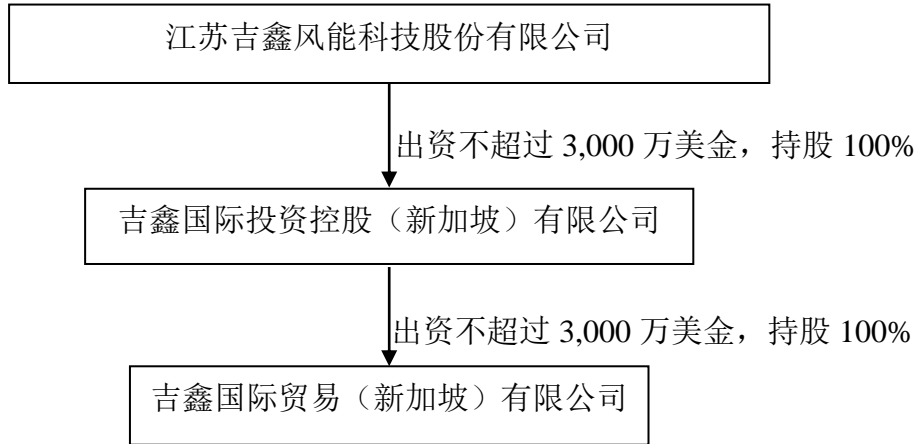 江苏吉鑫风能科技股份有限公司
出资不超过 3,000 万美金，持股 100%
吉鑫国际投资控股（新加坡）有限公司
出资不超过 3,000 万美金，持股 100%
吉鑫国际贸易（新加坡）有限公司